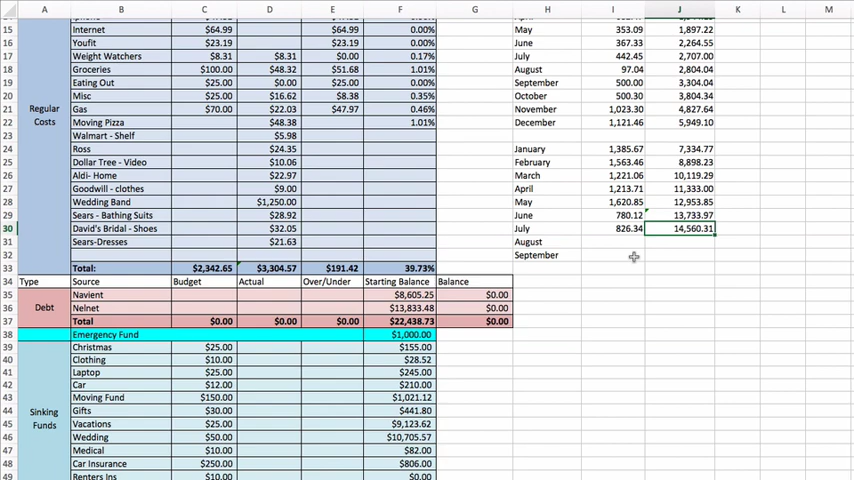 A B C D E F G H I J K L M
15 Internet $64.99 $64.99 0.00% May 353.09 1,897.22
16 Youfit $23.19 $23.19 0.00% June 367.33 2,264.55
17 Weight Watchers $8.31 $8.31 $0.00 0.17% July 442.45 2,707.00
18 Groceries $100.00 $48.32 $51.68 1.01% August 97.04 2,804.04
19 Eating Out $25.00 $0.00 $25.00 0.00% September 500.00 3,304.04
20 Misc $25.00 $16.62 $8.38 0.35% October 500.30 3,804.34
21 Regular Gas $70.00 $22.03 $47.97 0.46% November 1,023.30 4,827.64
22 Costs Moving Pizza $48.38 1.01% December 1,121.46 5,949.10
23 Walmart - Shelf $5.98
24 Ross $24.35 January 1,385.67 7,334.77
25 Dollar Tree - Video $10.06 February 1,563.46 8,898.23
26 Aldi- Home $22.97 March 1,221.06 10,119.29
27 Goodwill - clothes $9.00 April 1,213.71 11,333.00
28 Wedding Band $1,250.00 May 1,620.85 12,953.85
29 Sears - Bathing Suits $28.92 June 780.12 13,733.97
30 David's Bridal - Shoes $32.05 July 826.34 14,560.31
31 Sears-Dresses $21.63 August
32 September
33 Total: $2,342.65 $3,304.57 $191.42 39.73%
34 Type Source Budget Actual Over/Under Starting Balance Balance
35 Navient $8,605.25 $0.00
36 Debt Nelnet $13,833.48 $0.00
37 Total $0.00 $0.00 $0.00 $22,438.73 $0.00
38 Emergency Fund $1,000.00
39 Christmas $25.00 $155.00
40 Clothing $10.00 $28.52
41 Laptop $25.00 $245.00
42 Car $12.00 $210.00
43 Moving Fund $150.00 $1,021.12
44 Sinking Gifts $30.00 $441.80
45 Funds Vacations $25.00 $9,123.62
46 Wedding $50.00 $10,705.57
47 Medical $10.00 $82.00
48 Car Insurance $250.00 $806.00
49 Renters Ins $10.00 $0.00